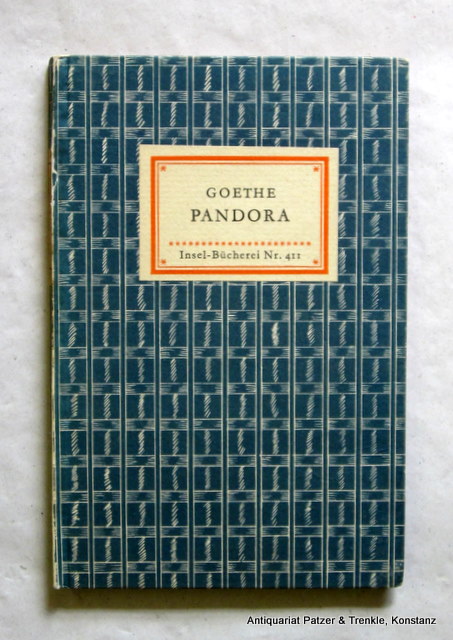 GOETHE
PANDORA
Insel-Bücherei Nr. 411
Antiquariat Patzer & Trenkle, Konstanz